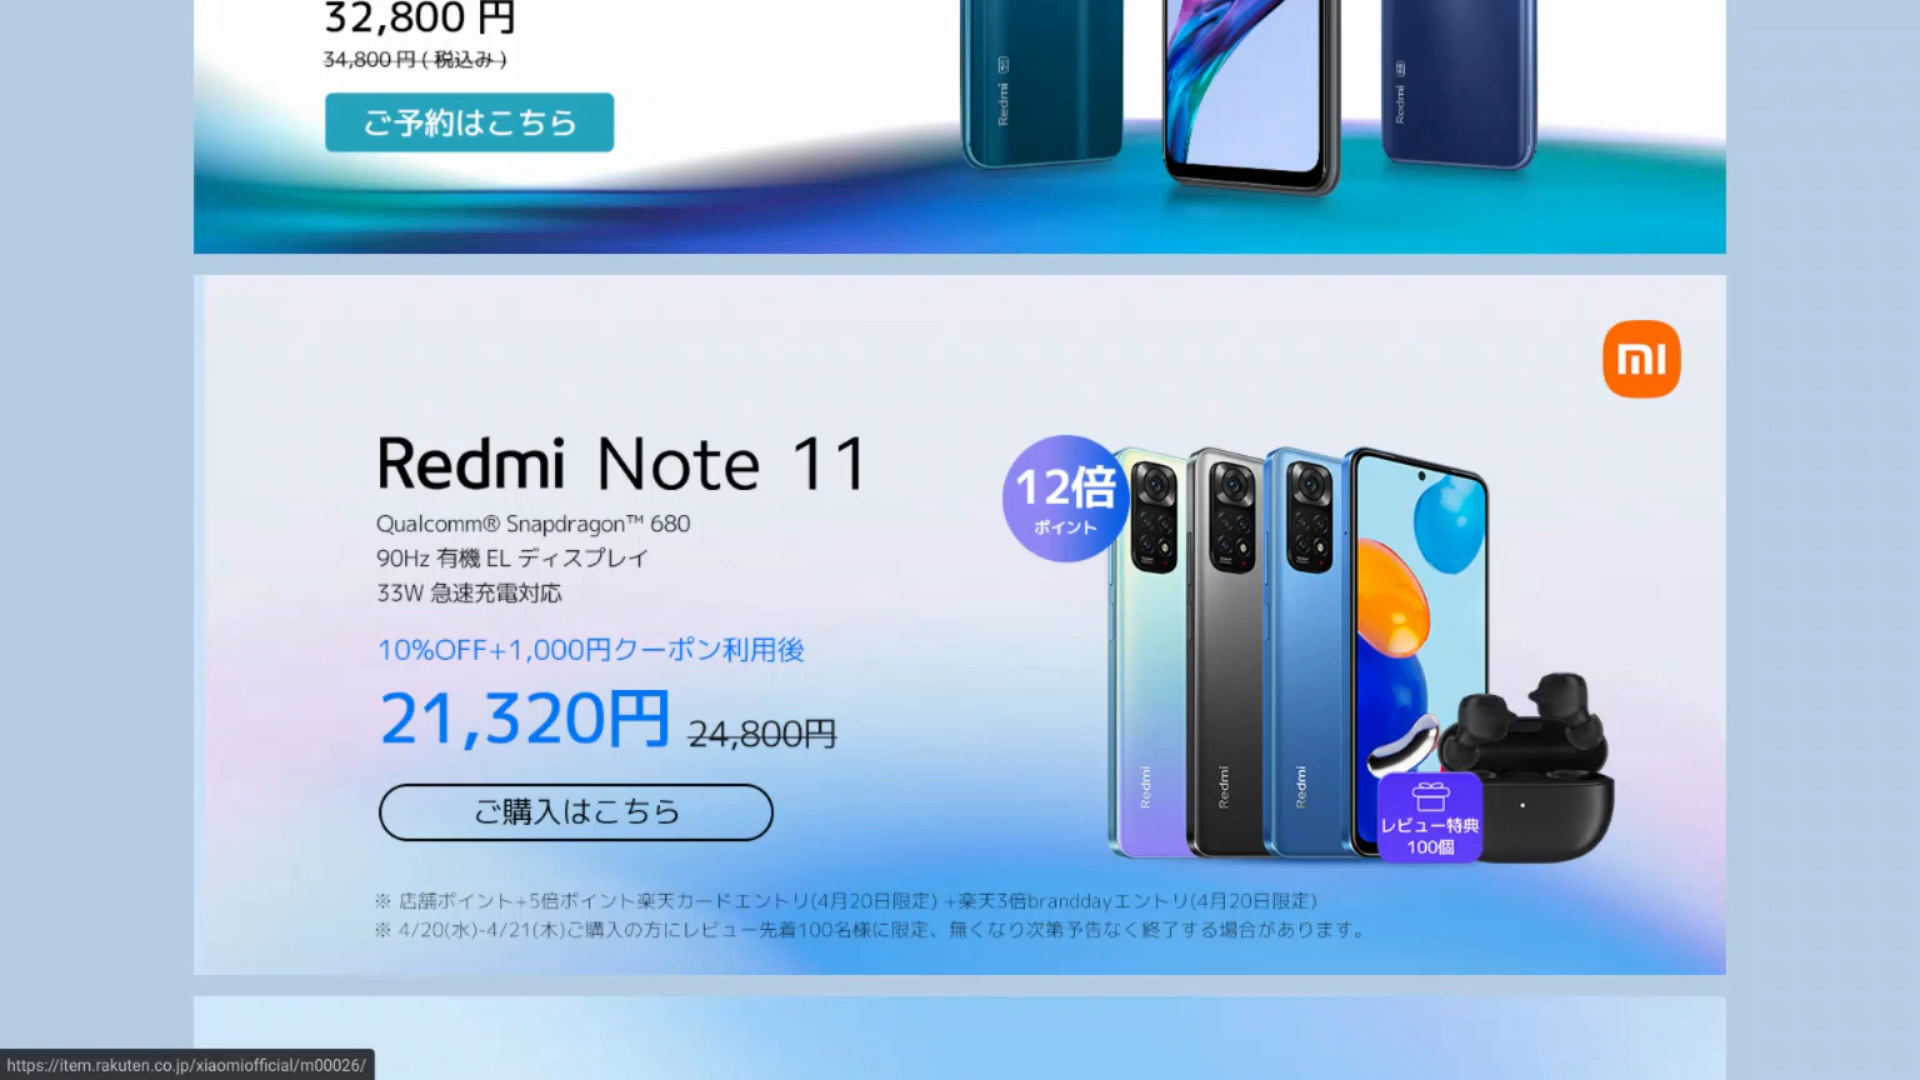 32,800 円
34,800 円 ( 税込み )
ご予約はこちら
Redmi
5G
Redmi
5G
mi
Redmi Note 11
Qualcomm® Snapdragon™ 680
90Hz 有機 EL ディスプレイ
33W 急速充電対応
10%OFF+1,000円クーポン利用後
21,320円 24,800円
ご購入はこちら
12倍
ポイント
Redmi
Redmi
Redmi
レビュー特典
100個
※ 店舗ポイント+5倍ポイント楽天カードエントリ(4月20日限定) +楽天3倍branddayエントリ(4月20日限定)
※ 4/20(水)-4/21(木)ご購入の方にレビュー先着100名様に限定、無くなり次第予告なく終了する場合があります。
https://item.rakuten.co.jp/xiaomiofficial/m00026/